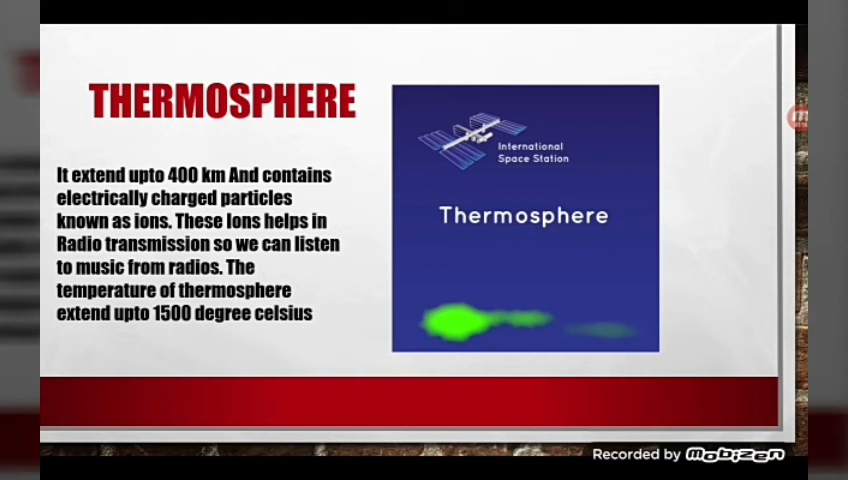 THERMOSPHERE
It extend upto 400 km And contains
electrically charged particles
known as ions. These Ions helps in
Radio transmission so we can listen
to music from radios. The
temperature of thermosphere
extend upto 1500 degree celsius
International
Space Station
Thermosphere
Recorded by mobizen